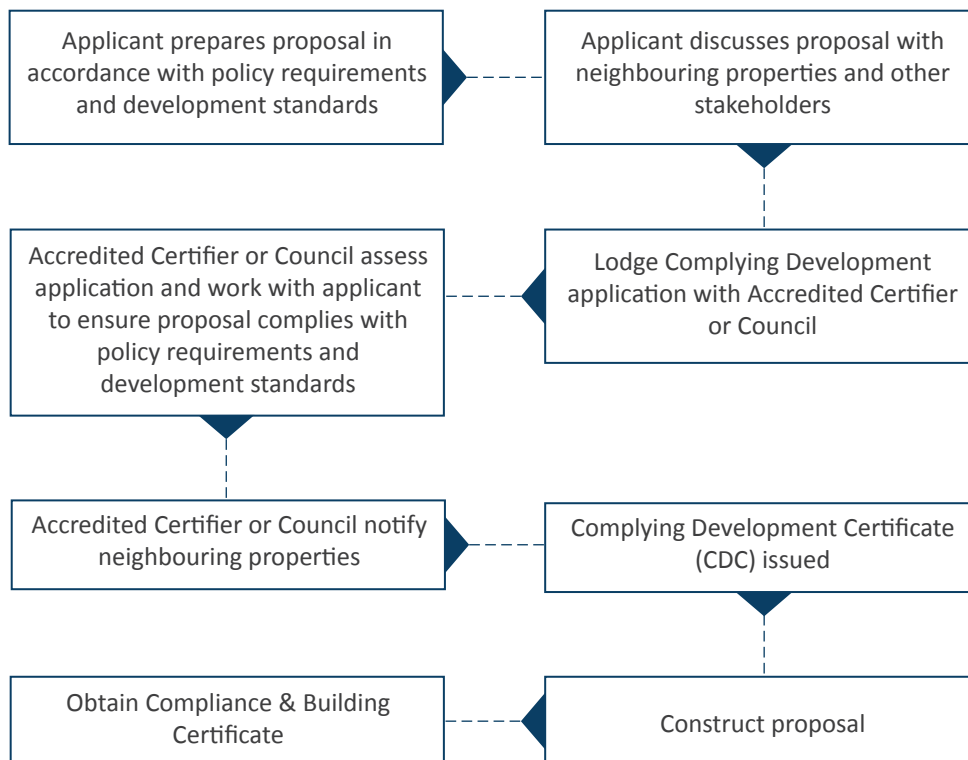 Applicant prepares proposal in
accordance with policy requirements
and development standards
Applicant discusses proposal with
neighbouring properties and other
stakeholders
Lodge Complying Development
application with Accredited Certifier
or Council
Accredited Certifier or Council assess
application and work with applicant
to ensure proposal complies with
policy requirements and
development standards
Accredited Certifier or Council notify
neighbouring properties
Complying Development Certificate
(CDC) issued
Construct proposal
Obtain Compliance & Building
Certificate